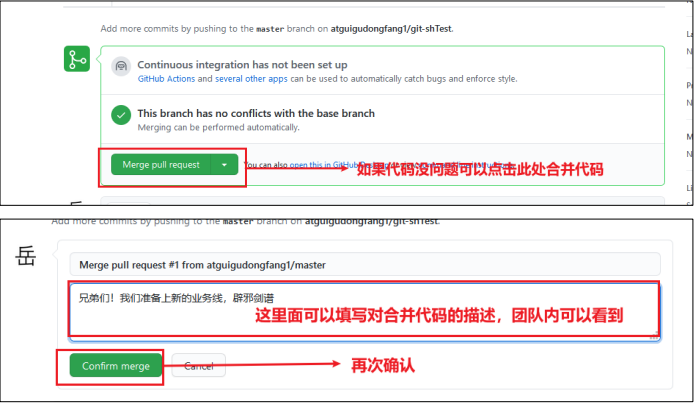 Add more commits by pushing to the master branch on atguigudongfang1/git-shTest.
Continuous integration has not been set up
GitHub Actions and several other apps can be used to automatically catch bugs and enforce style.
This branch has no conflicts with the base branch
Merging can be performed automatically.
Merge pull request
You can also open this in GitHub
如果代码没问题可以点击此处合并代码
Add more commits by pushing to the master branch on atguigudongfang1/git-shTest.
岳
Merge pull request #1 from atguigudongfang1/master
兄弟们！我们准备上新的业务线，辟邪剑谱
这里面可以填写对合并代码的描述，团队内可以看到
Confirm merge
Cancel
再次确认